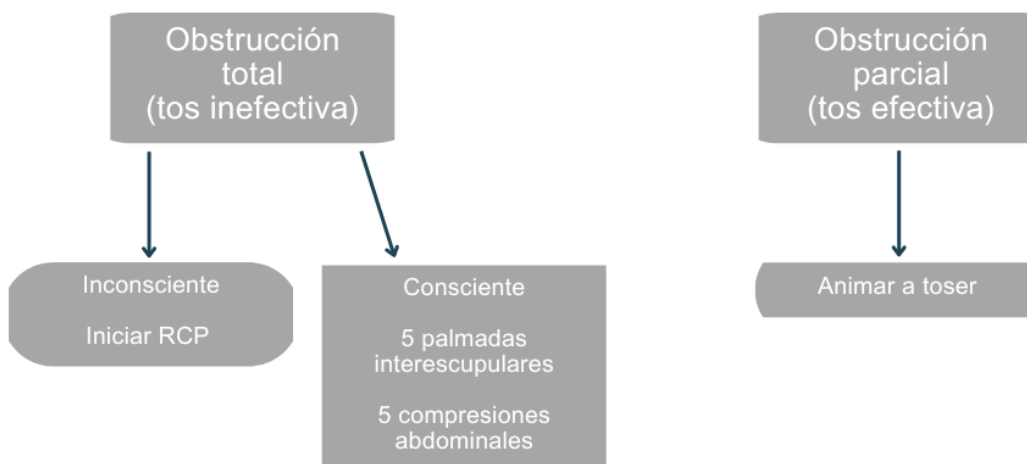 Obstrucción
total
(tos inefectiva)
Obstrucción
parcial
(tos efectiva)
Inconsciente
Iniciar RCP
Consciente
5 palmadas
interescupulares
5 compresiones
abdominales
Animar a toser